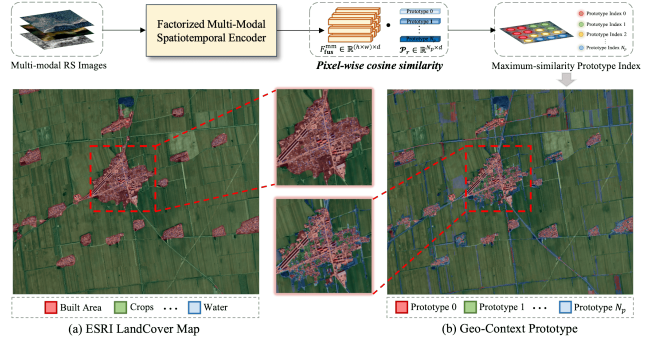 Multi-modal RS Images
Factorized Multi-Modal
Spatiotemporal Encoder
Prototype 0
Prototype 1
Prototype N_p
F_fus^mm ∈ ℝ^(h×w)×d
𝒫_r ∈ ℝ^N_p×d
Pixel-wise cosine similarity
Prototype Index 0
Prototype Index 1
Prototype Index 2
Prototype Index N_p
Maximum-similarity Prototype Index
Built Area
Crops
Water
Prototype 0
Prototype 1
Prototype N_p
(a) ESRI LandCover Map
(b) Geo-Context Prototype